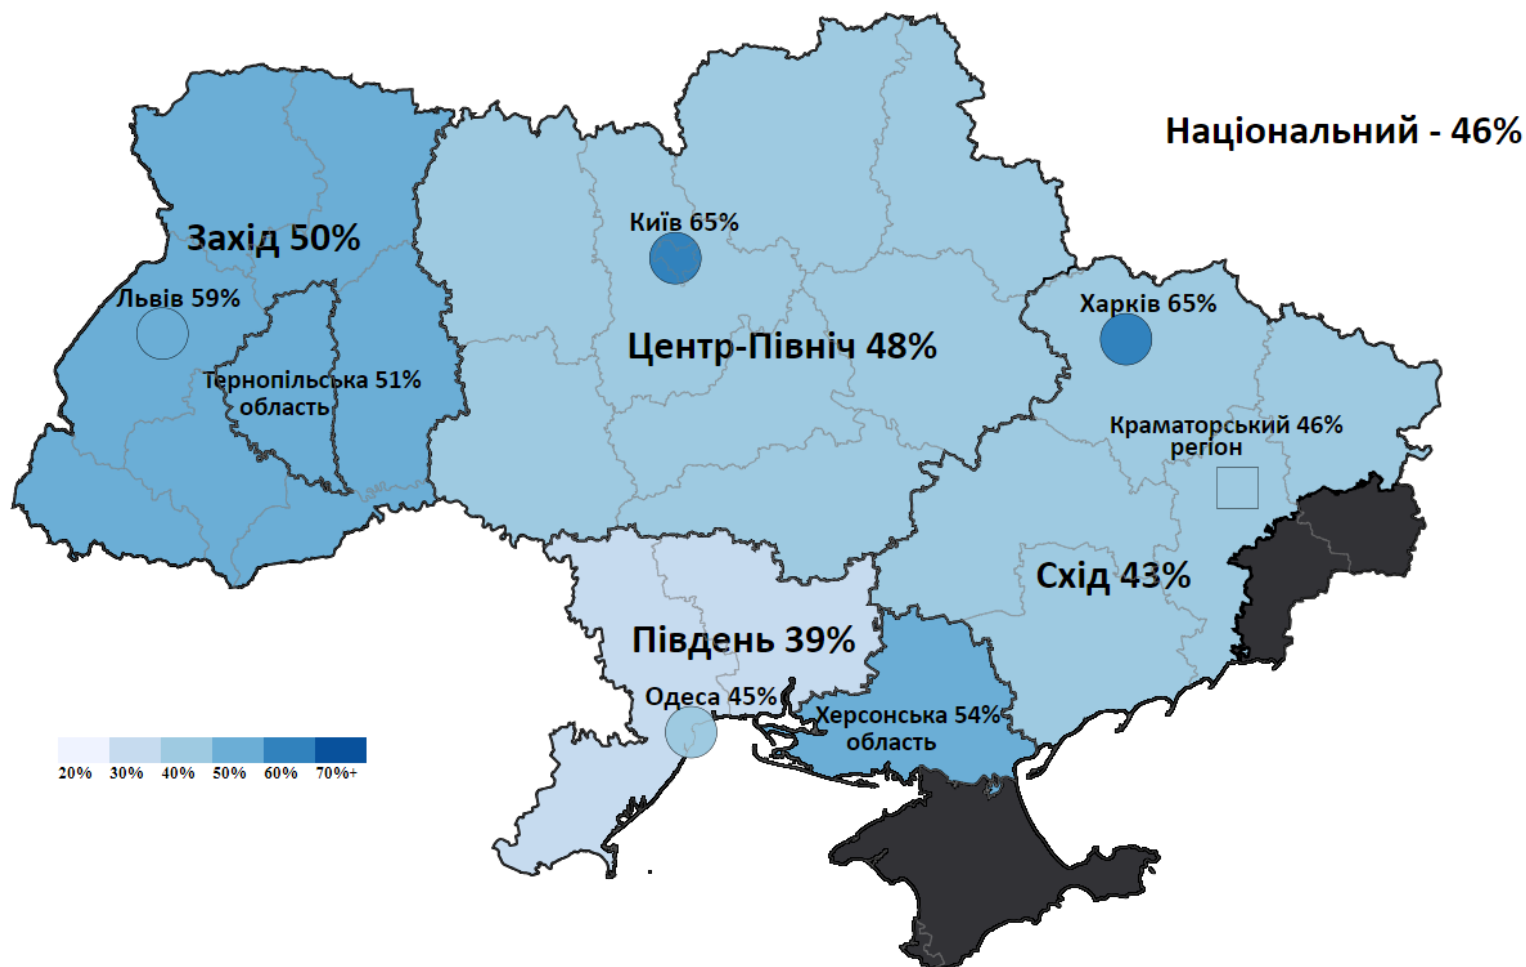 Національний - 46%
Київ 65%
Захід 50%
Львів 59%
Харків 65%
Центр-Північ 48%
Тернопільська 51%
область
Краматорський 46%
регіон
Схід 43%
Південь 39%
Одеса 45%
Херсонська 54%
область
20% 30% 40% 50% 60% 70%+